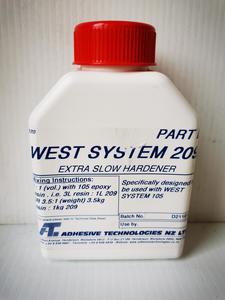 PART
WEST SYSTEM 209
EXTRA SLOW HARDENER
Mixing Instructions:
1 (vol.) with 105 epoxy
resin, i.e. 3L resin : 1L 209
3.5:1 (weight) 3.5kg
resin : 1kg 209
Specifically designed
be used with WEST
SYSTEM 105
Batch No.
Use by
ADHESIVE TECHNOLOGIES NZ